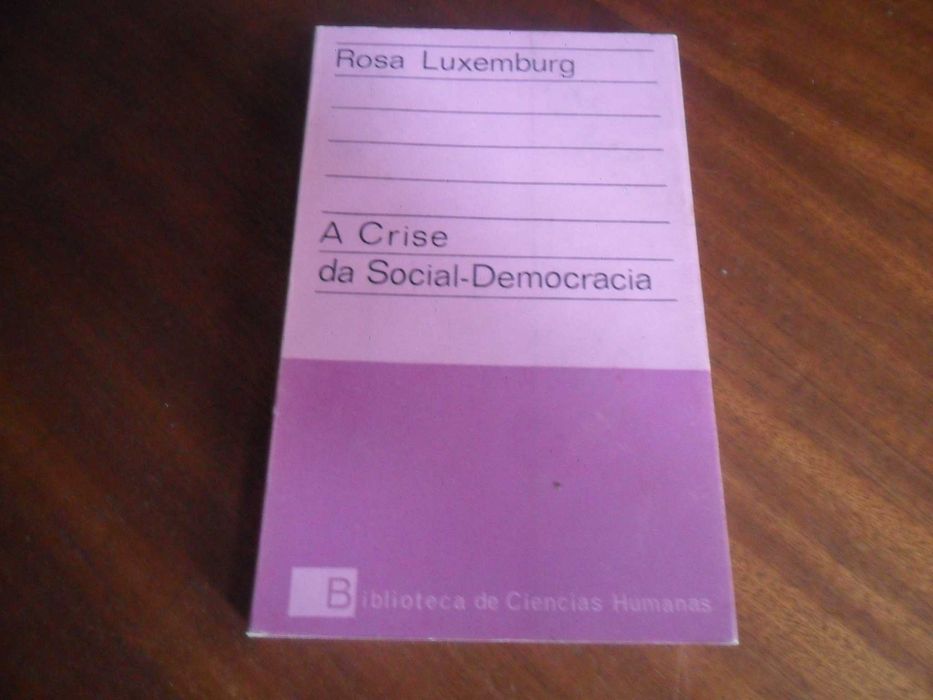 Rosa Luxemburg
A Crise
da Social-Democracia
Biblioteca de Ciencias Humanas